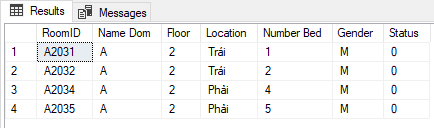 Results Messages
RoomID Name Dom Floor Location Number Bed Gender Status
1 A2031 A 2 Trái 1 M 0
2 A2032 A 2 Trái 2 M 0
3 A2034 A 2 Phải 4 M 0
4 A2035 A 2 Phải 5 M 0